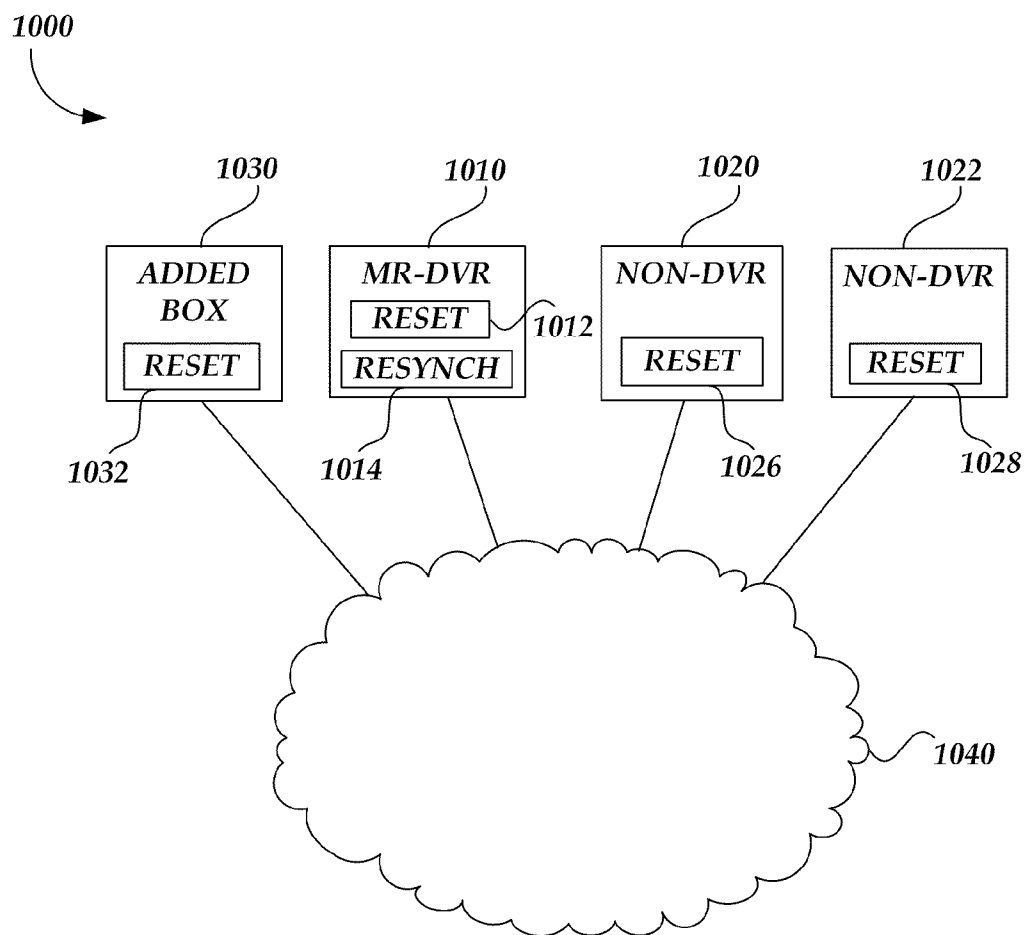 1000
1030
1010
1020
1022
ADDED
BOX
MR-DVR
NON-DVR
NON-DVR
RESET
1012
RESET
RESYNCH
RESET
RESET
1032
1014
1026
1028
1040